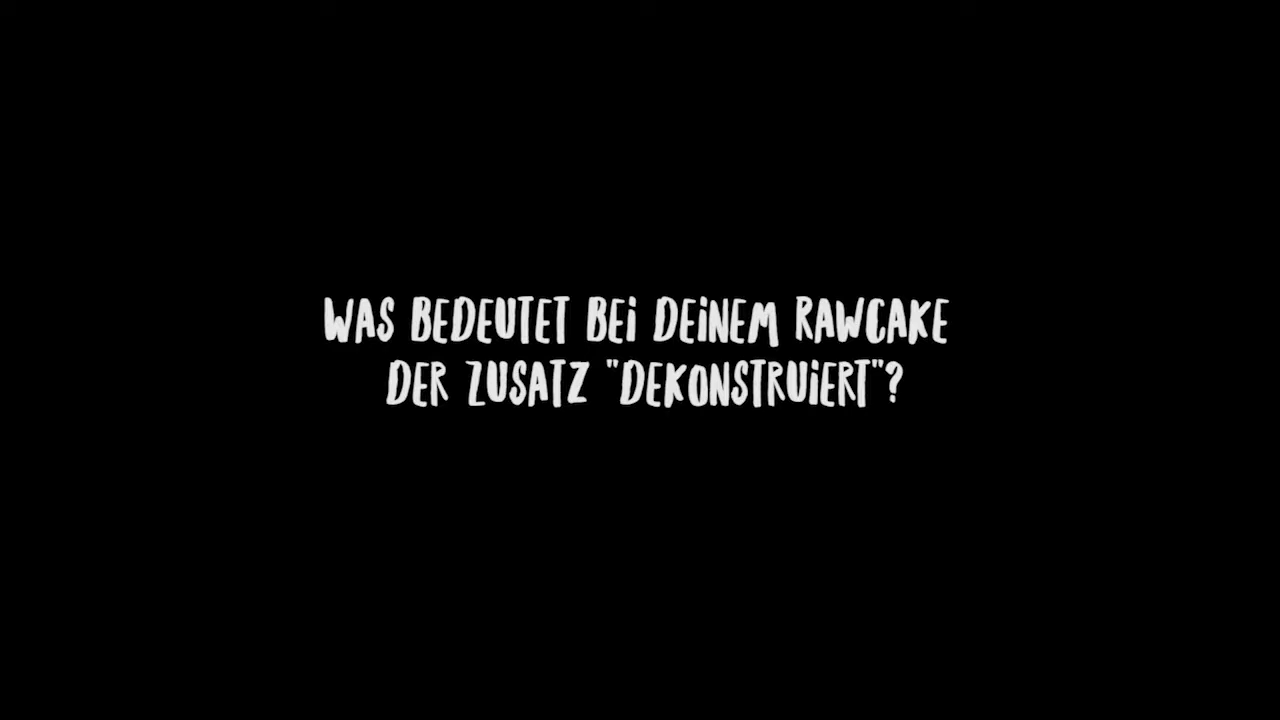 WAS BEDEUTET BEI DEINEM RAWCAKE
DER ZUSATZ "DEKONSTRUIERT"?